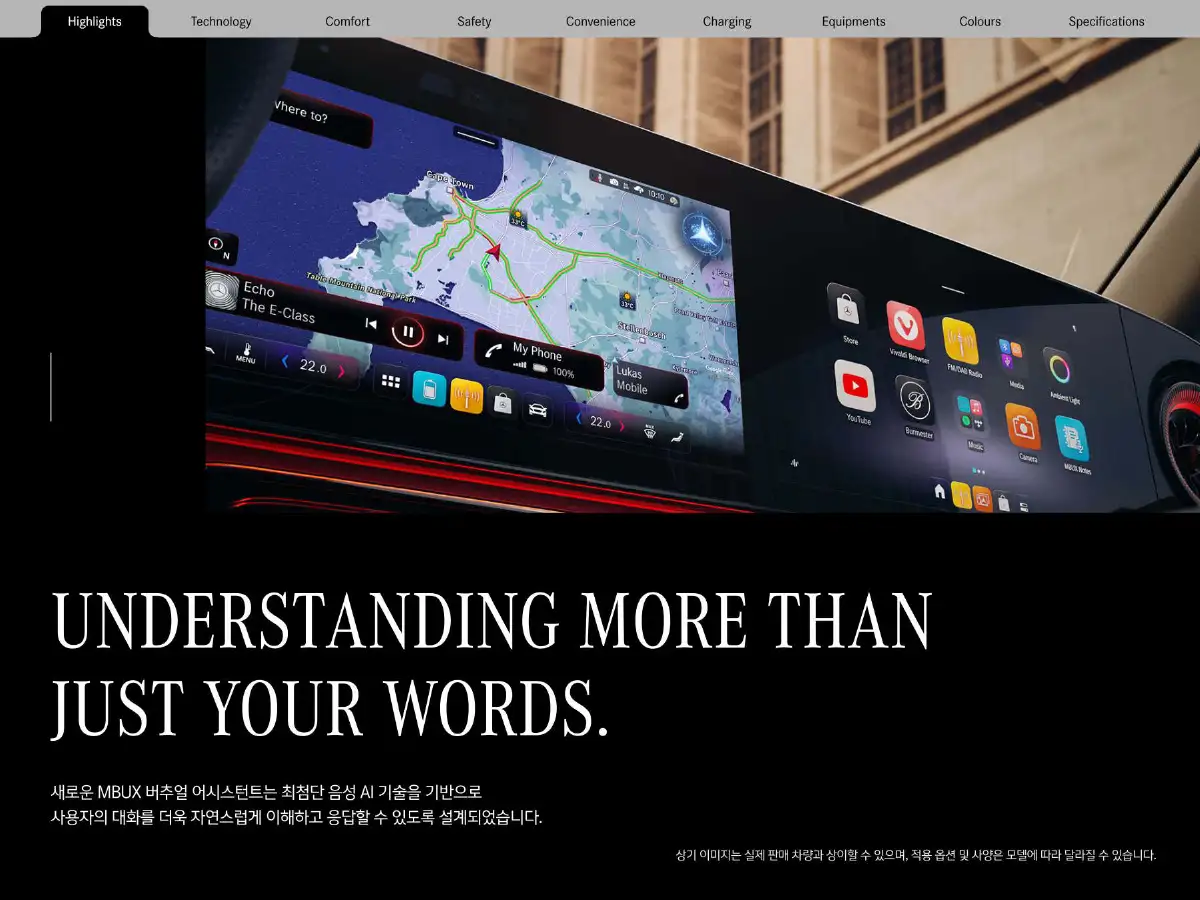 Highlights
Technology
Comfort
Safety
Convenience
Charging
Equipments
Colours
Specifications
Where to?
Cape Town
10:10
33°C
N
Table Mountain National Park
33°C
Stellenbosch
Echo
The E-Class
My Phone
100%
Lukas
Mobile
MENU
22.0
22.0
Store
Vivaldi Browser
FM/DAB Radio
Media
Ambient Light
YouTube
Burmester
Music
Camera
MBUX Notes
UNDERSTANDING MORE THAN
JUST YOUR WORDS.
새로운 MBUX 버추얼 어시스턴트는 최첨단 음성 AI 기술을 기반으로
사용자의 대화를 더욱 자연스럽게 이해하고 응답할 수 있도록 설계되었습니다.
상기 이미지는 실제 판매 차량과 상이할 수 있으며, 적용 옵션 및 사양은 모델에 따라 달라질 수 있습니다.